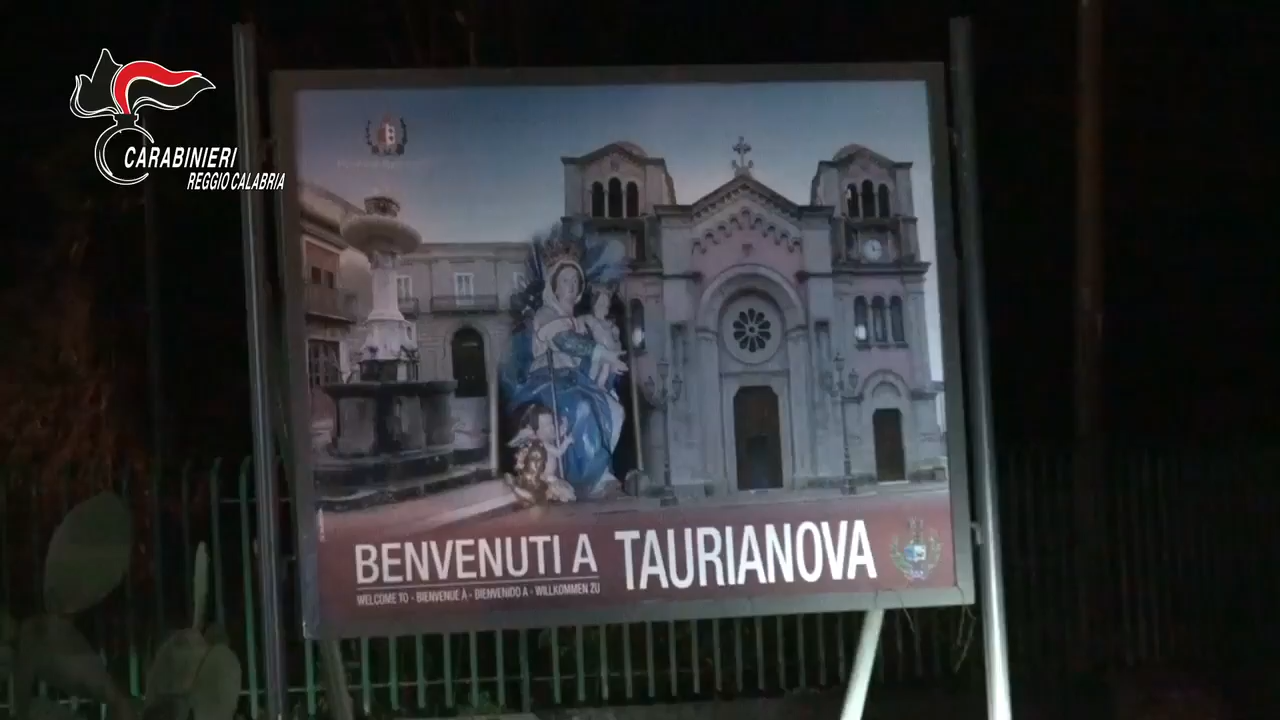 CARABINIERI
REGGIO CALABRIA
BENVENUTI A TAURIANOVA
WELCOME TO - BIENVENUE À - BIENVENIDO A - WILLKOMMEN ZU